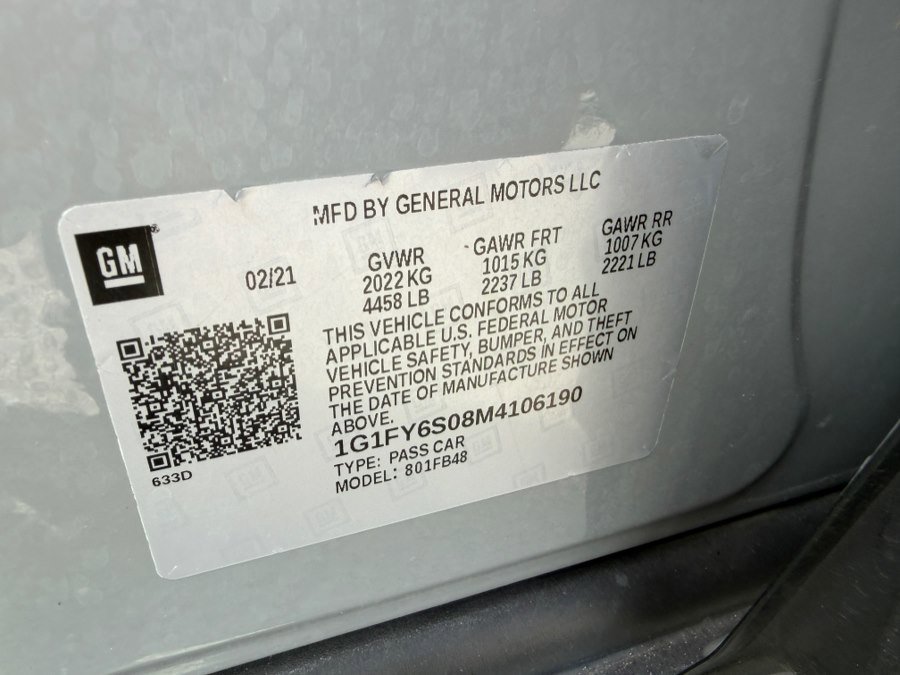 MFD BY GENERAL MOTORS LLC
GM
02/21
GVWR
2022 KG
4458 LB
GAWR FRT
1015 KG
2237 LB
GAWR RR
1007 KG
2221 LB
THIS VEHICLE CONFORMS TO ALL
APPLICABLE U.S. FEDERAL MOTOR
VEHICLE SAFETY, BUMPER, AND THEFT
PREVENTION STANDARDS IN EFFECT ON
THE DATE OF MANUFACTURE SHOWN
ABOVE.
1G1FY6S08M4106190
TYPE: PASS CAR
MODEL: 801FB48
633D